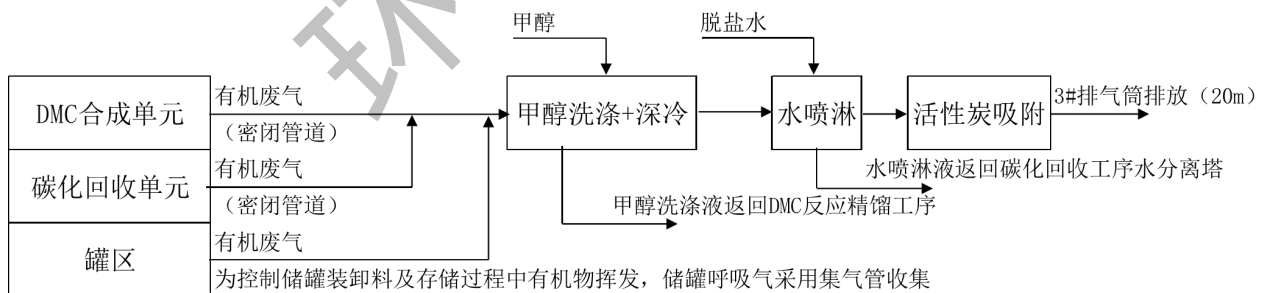 环
甲醇
脱盐水
DMC合成单元
有机废气
（密闭管道）
甲醇洗涤+深冷
水喷淋
活性炭吸附
3#排气筒排放（20m）
碳化回收单元
有机废气
（密闭管道）
水喷淋液返回碳化回收工序水分离塔
甲醇洗涤液返回DMC反应精馏工序
罐区
有机废气
为控制储罐装卸料及存储过程中有机物挥发，储罐呼吸气采用集气管收集